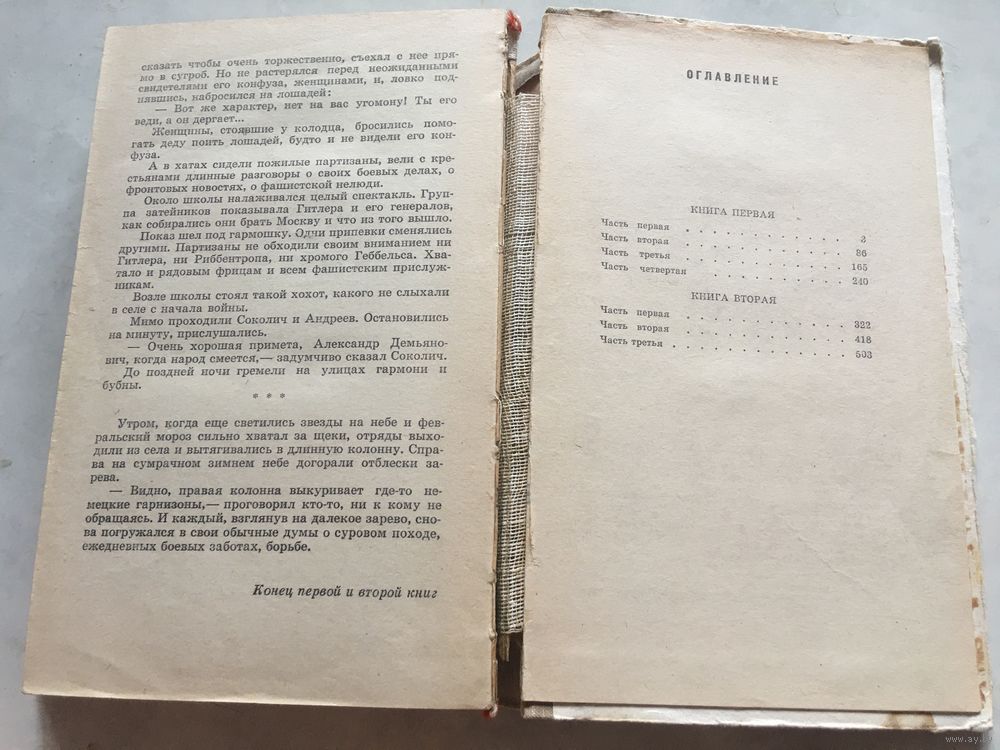 сказать чтобы очень торжественно, съехал с нее пря-
мо в сугроб. Но не растерялся перед неожиданными
свидетелями его конфуза, женщинами, и, ловко под-
нявшись, набросился на лошадей:
— Вот же характер, нет на вас угомону! Ты его
веди, а он дергает...
Женщины, стоявшие у колодца, бросились помо-
гать деду поить лошадей, будто и не видели его кон-
фуза.
А в хатах сидели пожилые партизаны, вели с кре-
стьянами длинные разговоры о своих боевых делах, о
фронтовых новостях, о фашистской нелюди.
Около школы налаживался целый спектакль. Груп-
па затейников показывала Гитлера и его генералов,
как собирались они брать Москву и что из того вышло.
Показ шел под гармошку. Одчи припевки сменялись
другими. Партизаны не обходили своим вниманием ни
Гитлера, ни Риббентропа, ни хромого Геббельса. Хва-
тало и рядовым фрицам и всем фашистским прислуж-
никам.
Возле школы стоял такой хохот, какого не слыхали
в селе с начала войны.
Мимо проходили Соколич и Андреев. Остановились
на минуту, прислушались.
— Очень хорошая примета, Александр Демьяно-
вич, когда народ смеется,— задумчиво сказал Соколич.
До поздней ночи гремели на улицах гармони и
бубны.
* * *
Утром, когда еще светились звезды на небе и фев-
ральский мороз сильно хватал за щеки, отряды выхо-
дили из села и вытягивались в длинную колонну. Спра-
ва на сумрачном зимнем небе догорали отблески за-
рева.
— Видно, правая колонна выкуривает где-то не-
мецкие гарнизоны,— проговорил кто-то, ни к кому не
обращаясь. И каждый, взглянув на далекое зарево, сно-
ва погружался в свои обычные думы о суровом походе,
ежедневных боевых заботах, борьбе.
Конец первой и второй книг
ОГЛАВЛЕНИЕ
КНИГА ПЕРВАЯ
Часть первая . . . . . . . . . . 3
Часть вторая . . . . . . . . . . 86
Часть третья . . . . . . . . . . 165
Часть четвертая . . . . . . . . 240
КНИГА ВТОРАЯ
Часть первая . . . . . . . . . . 322
Часть вторая . . . . . . . . . . 418
Часть третья . . . . . . . . . . 503
www.ay.by